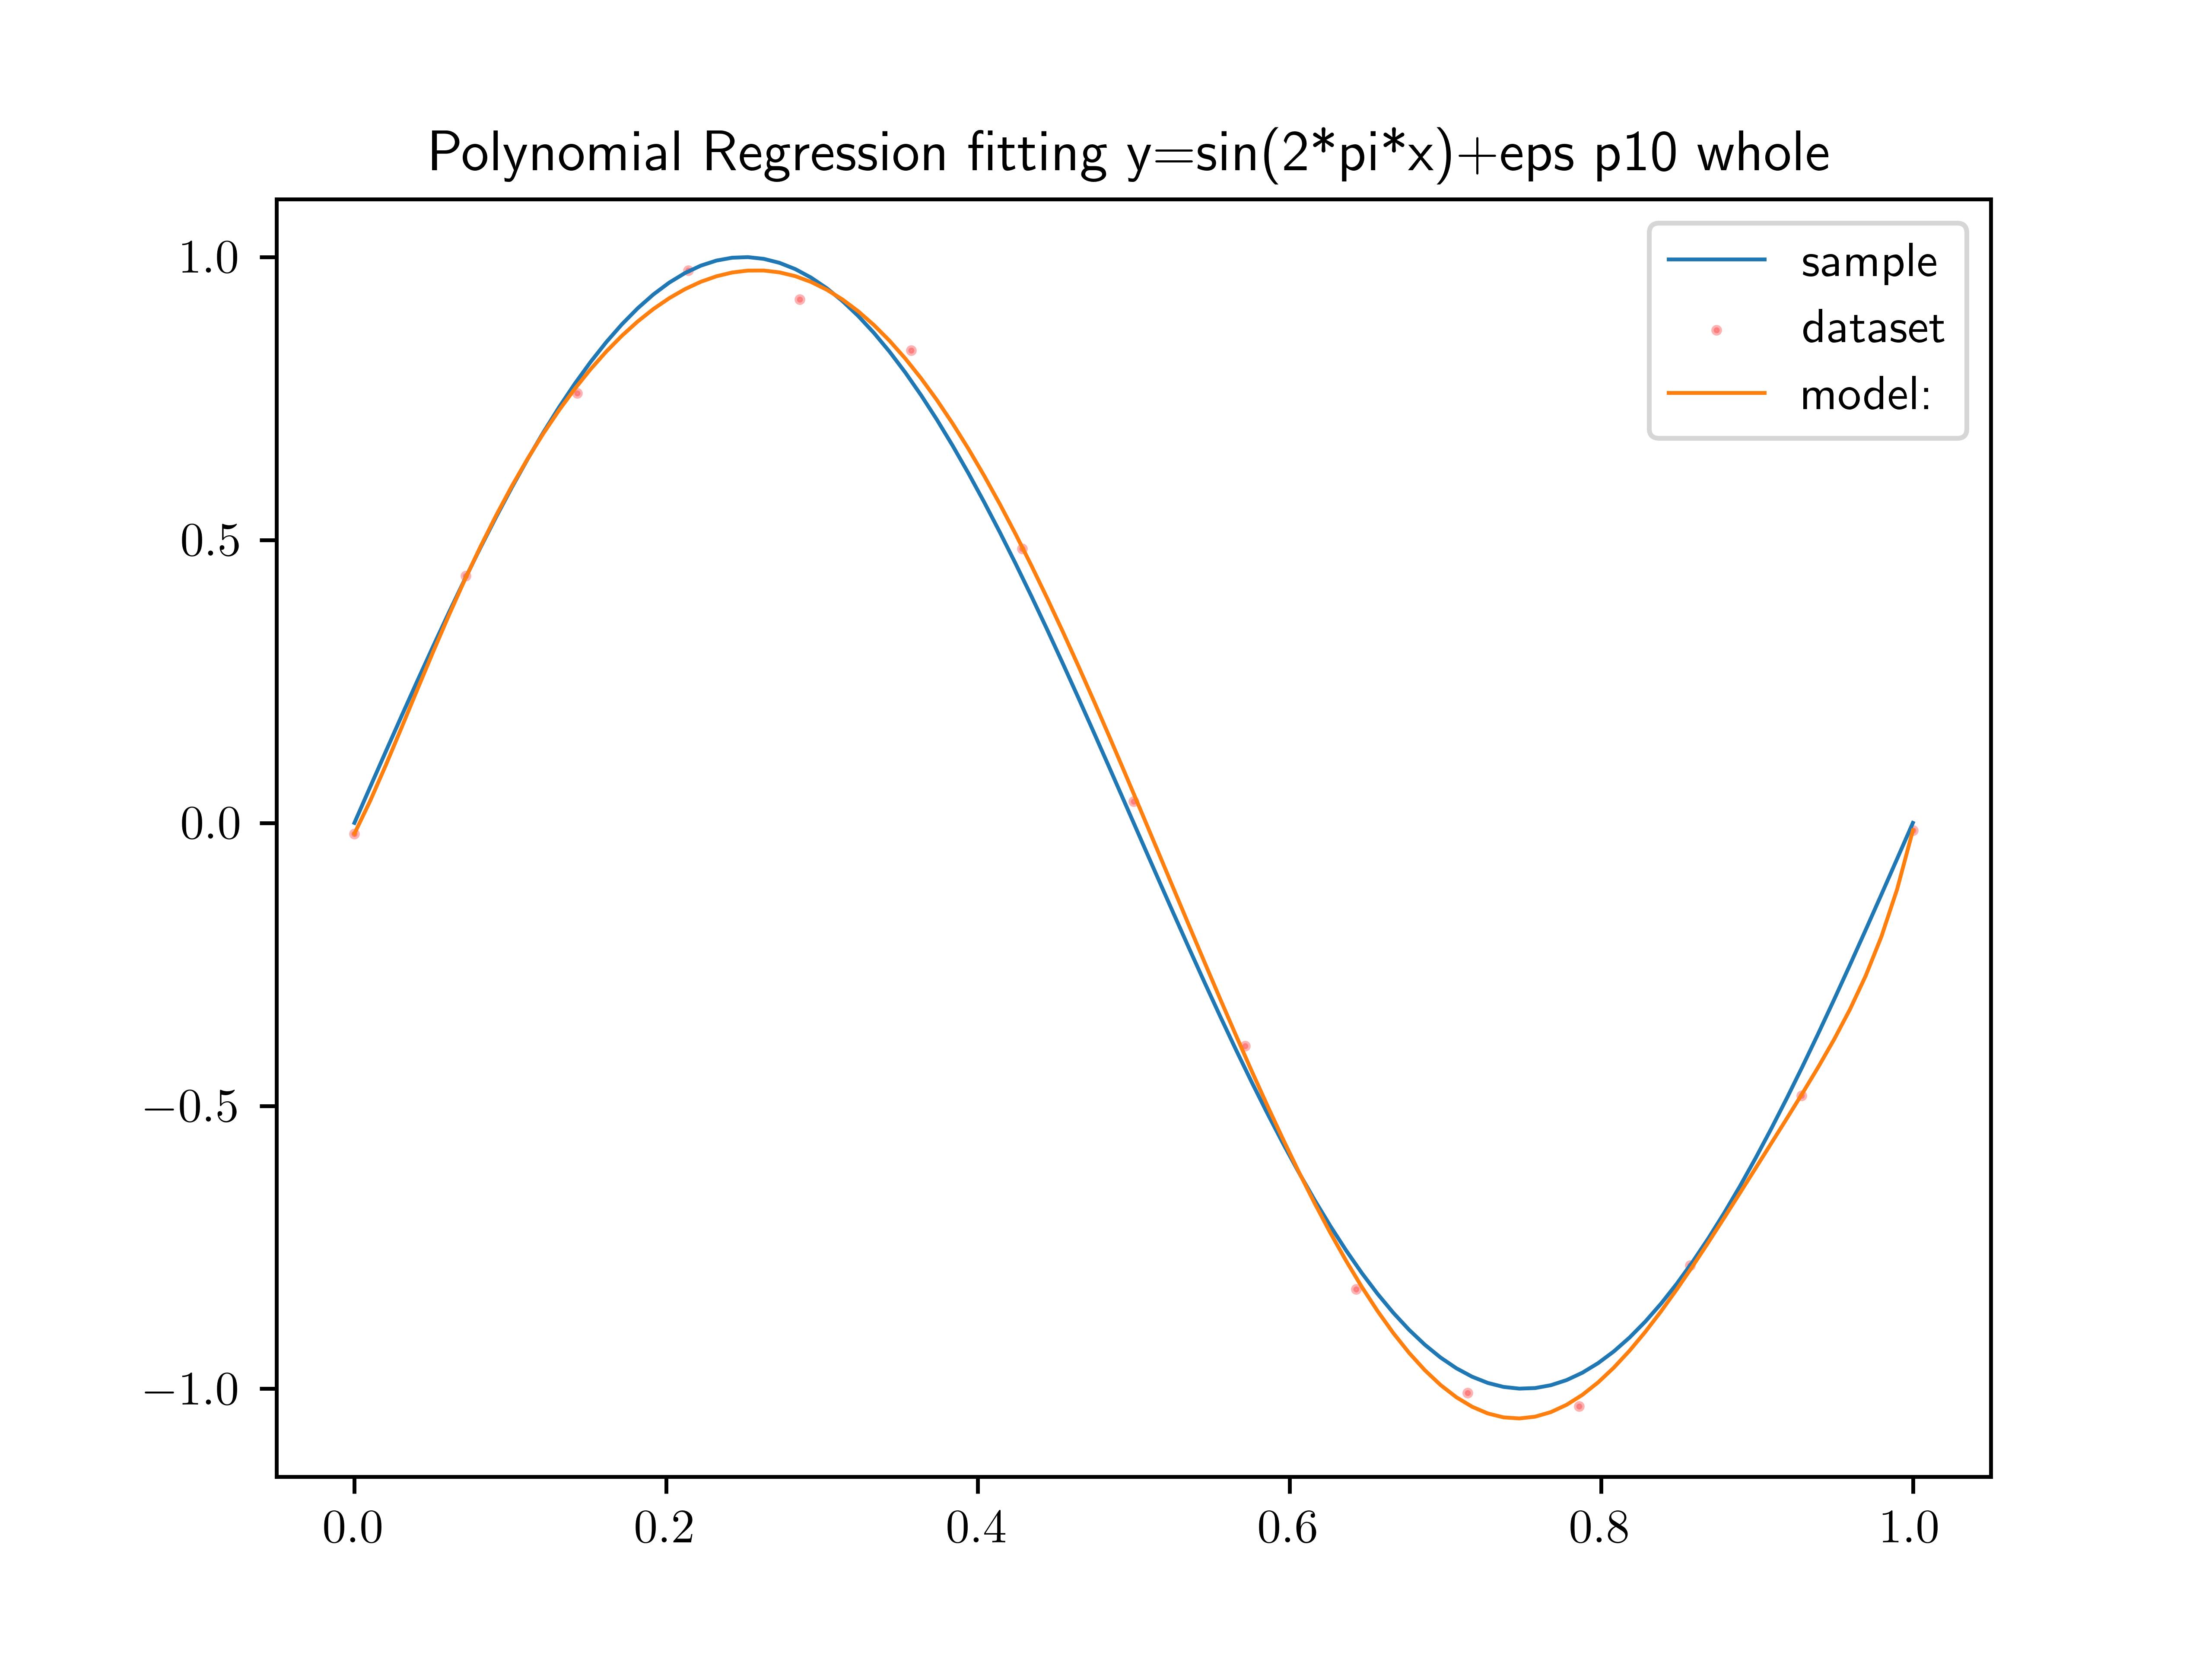 Polynomial Regression fitting y=sin(2*pi*x)+eps p10 whole
sample
dataset
model:
1.0
0.5
0.0
−0.5
−1.0
0.0 0.2 0.4 0.6 0.8 1.0